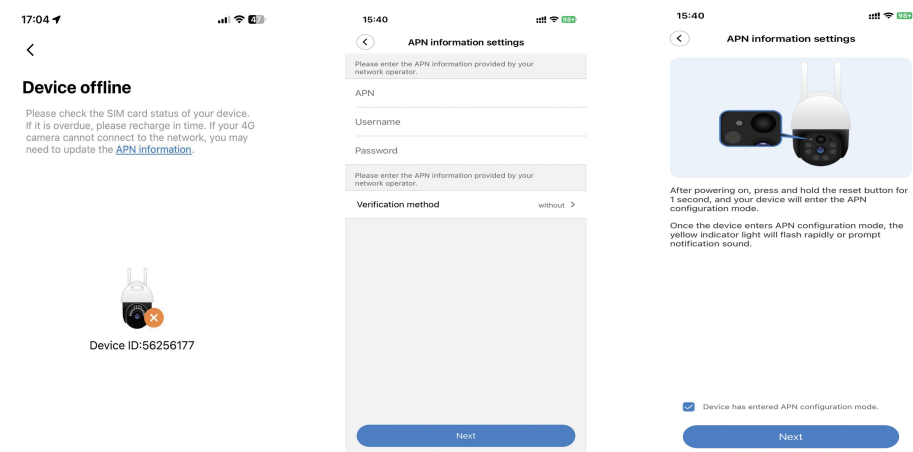 17:04
47
Device offline
Please check the SIM card status of your device.
If it is overdue, please recharge in time. If your 4G
camera cannot connect to the network, you may
need to update the APN information.
Device ID:56256177
15:40
98+
APN information settings
Please enter the APN information provided by your
network operator.
APN
Username
Password
Please enter the APN information provided by your
network operator.
Verification method
without
Next
15:40
98+
APN information settings
After powering on, press and hold the reset button for
1 second, and your device will enter the APN
configuration mode.
Once the device enters APN configuration mode, the
yellow indicator light will flash rapidly or prompt
notification sound.
Device has entered APN configuration mode.
Next